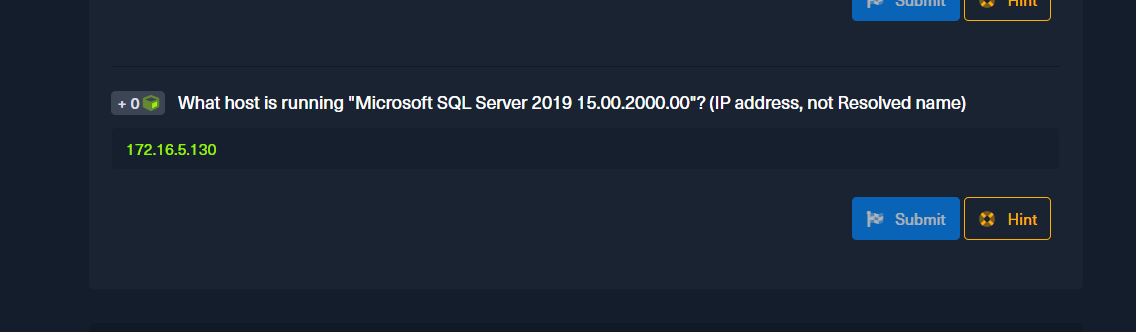 Submit Hint
+ 0 What host is running "Microsoft SQL Server 2019 15.00.2000.00"? (IP address, not Resolved name)
172.16.5.130
Submit Hint